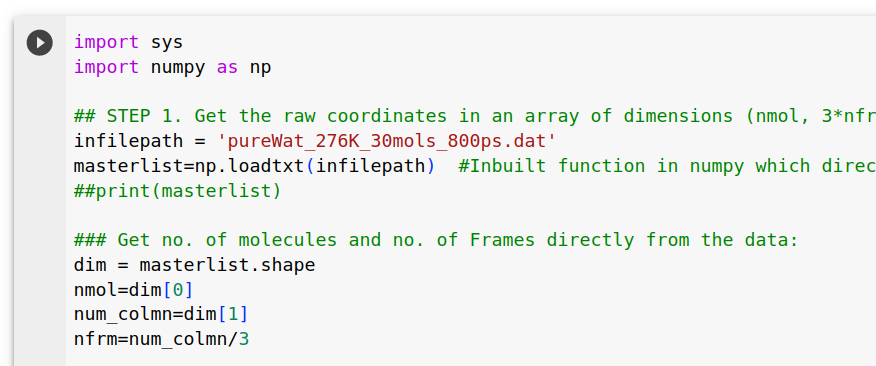 import sys
import numpy as np
## STEP 1. Get the raw coordinates in an array of dimensions (nmol, 3*nfr
infilepath = 'pureWat_276K_30mols_800ps.dat'
masterlist=np.loadtxt(infilepath)  #Inbuilt function in numpy which direc
##print(masterlist)
### Get no. of molecules and no. of Frames directly from the data:
dim = masterlist.shape
nmol=dim[0]
num_colmn=dim[1]
nfrm=num_colmn/3